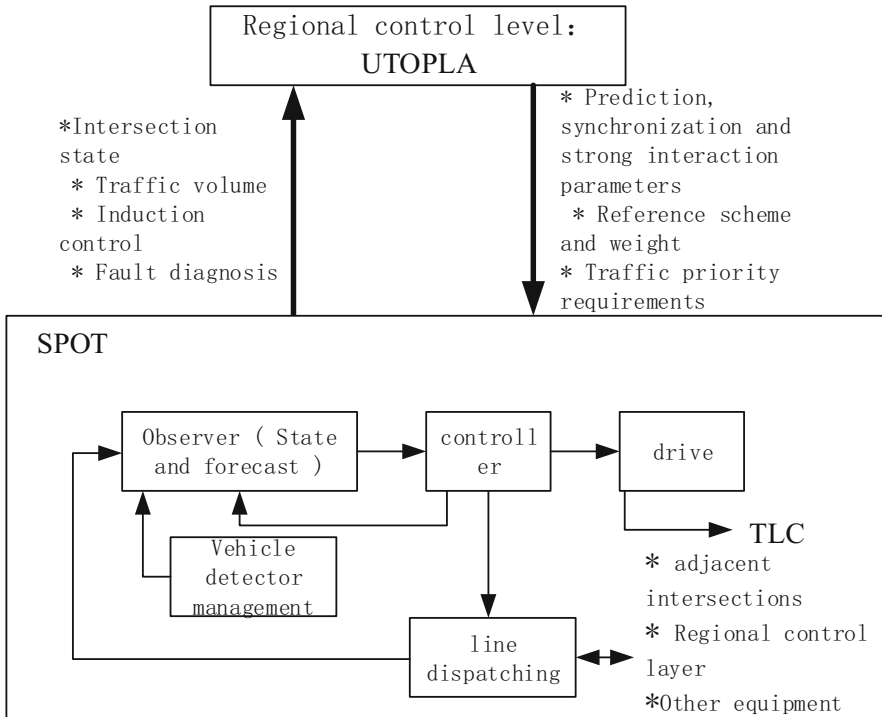 Regional control level:
UTOPLA
*Intersection
state
* Traffic volume
* Induction
control
* Fault diagnosis
* Prediction,
synchronization and
strong interaction
parameters
* Reference scheme
and weight
* Traffic priority
requirements
SPOT
Observer ( State
and forecast )
controll
er
drive
Vehicle
detector
management
line
dispatching
TLC
* adjacent
intersections
* Regional control
layer
*Other equipment